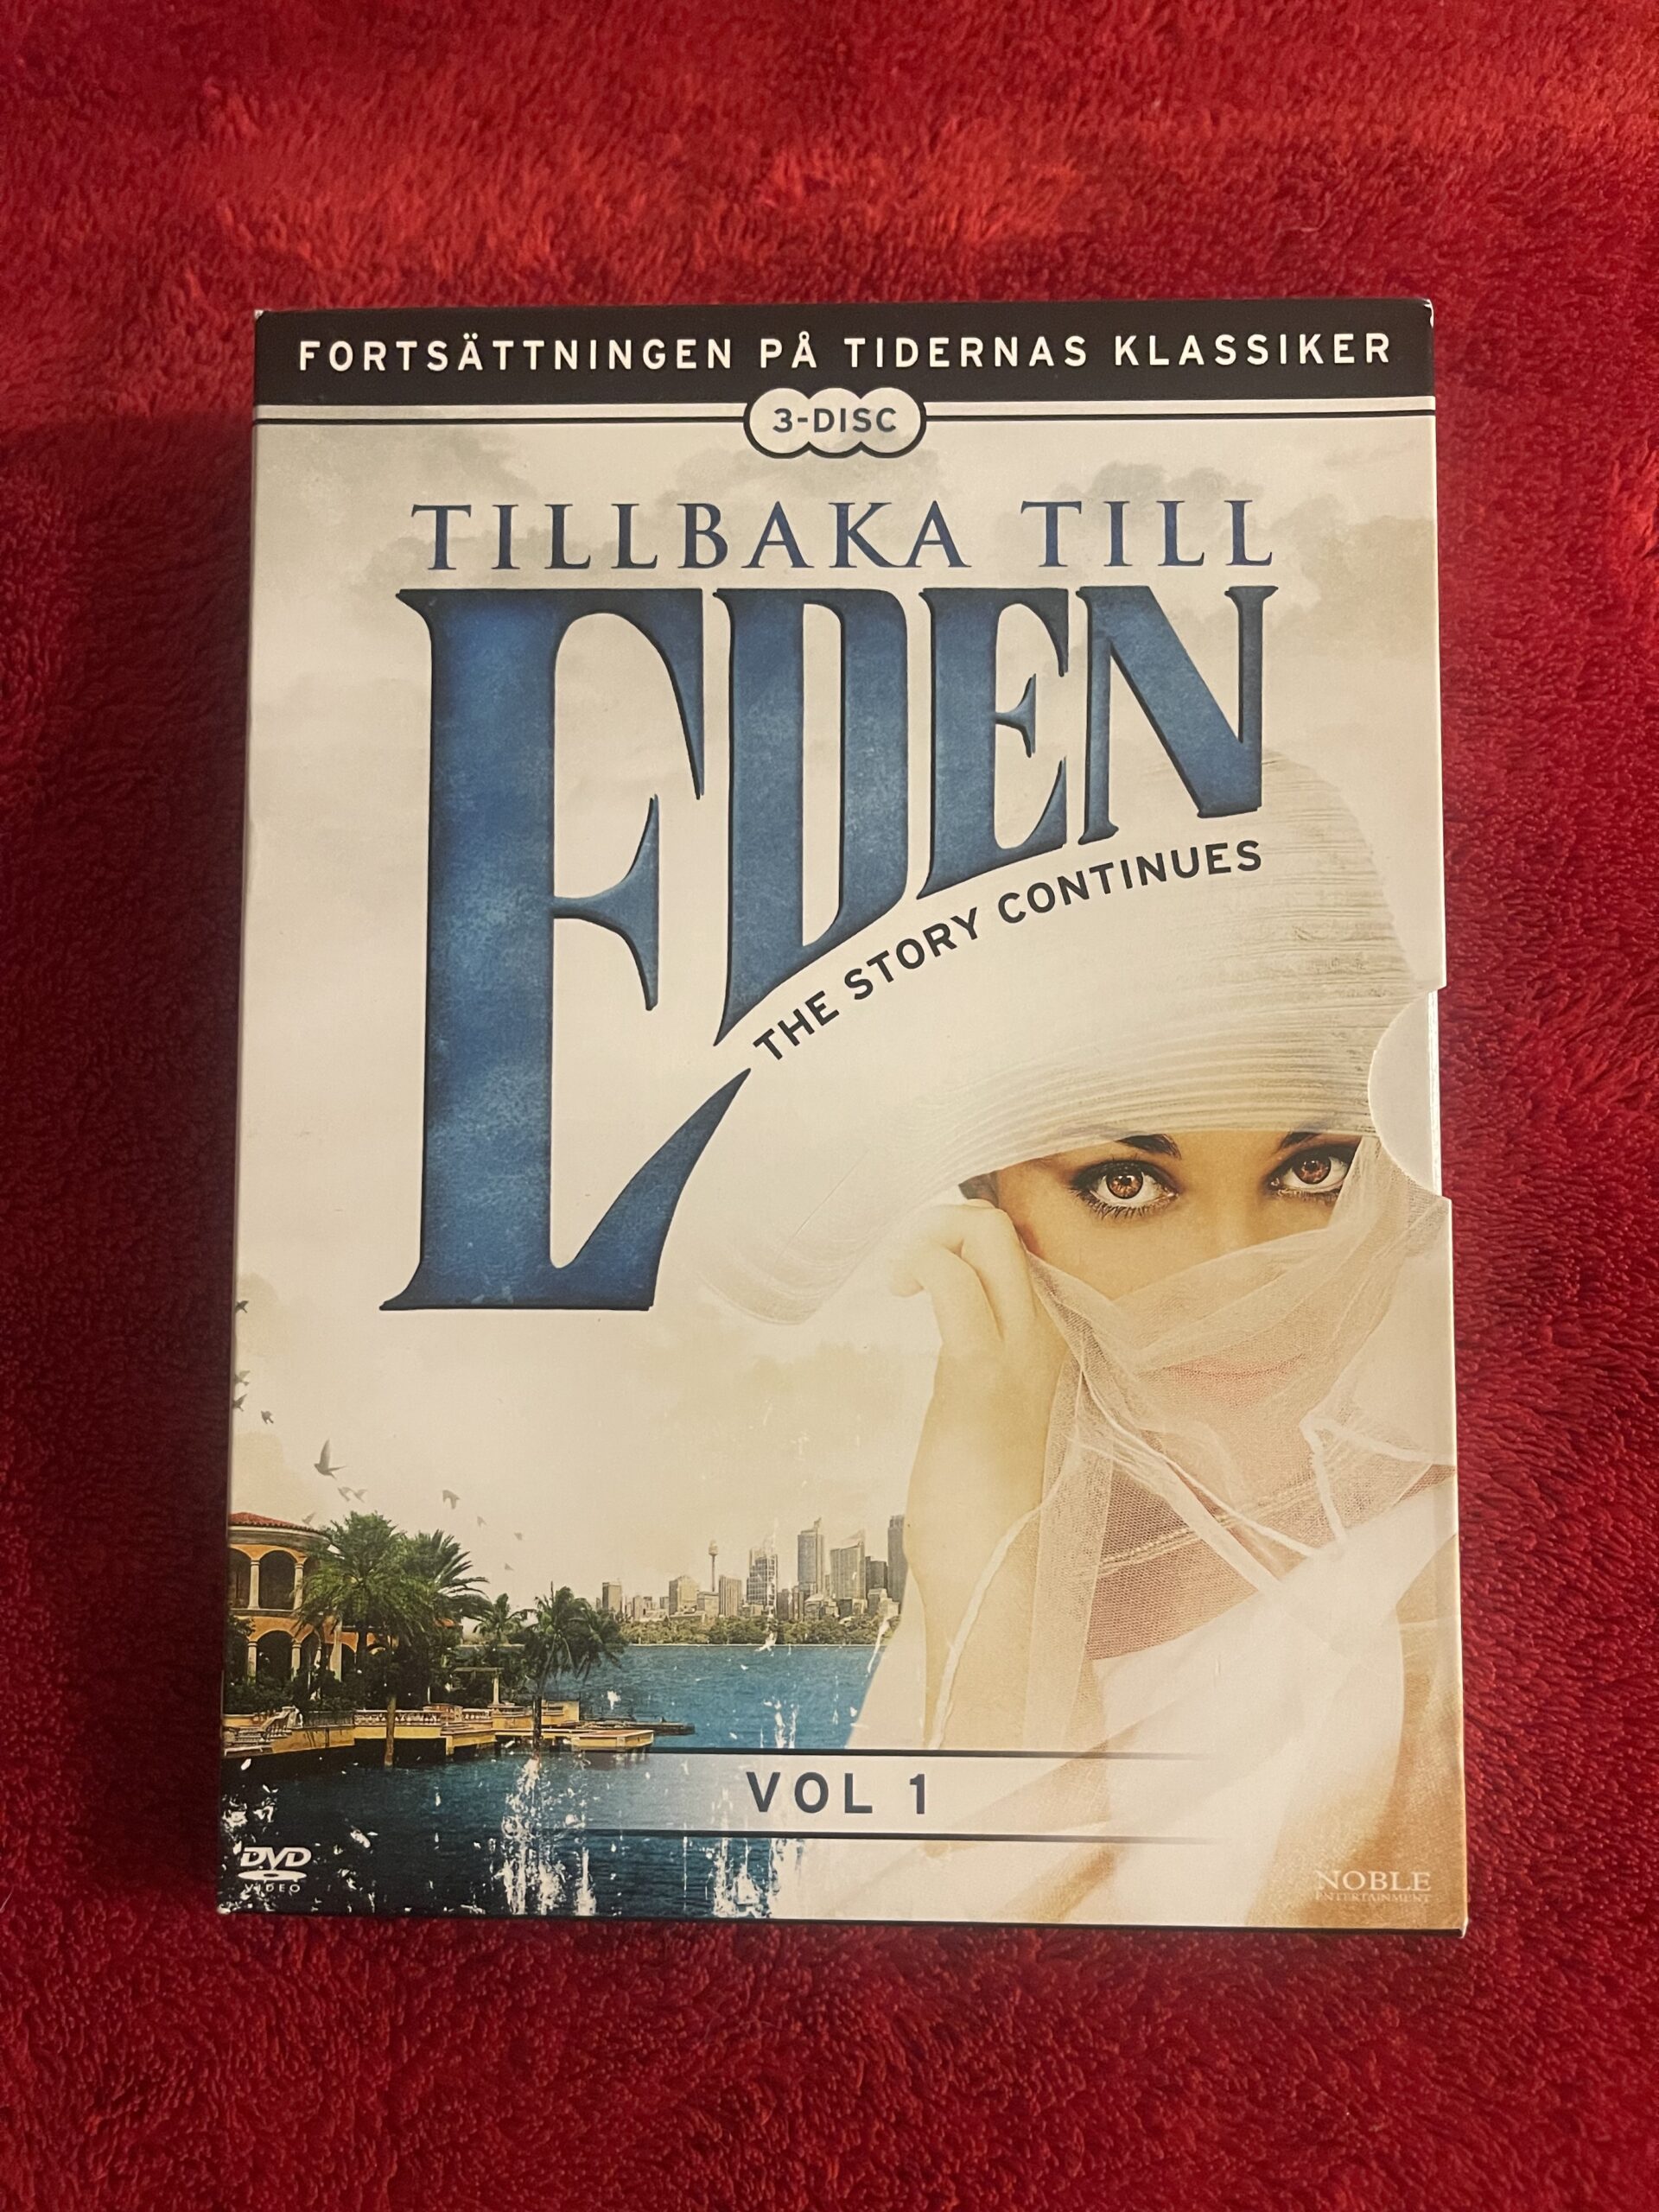 FORTSÄTTNINGEN PÅ TIDERNAS KLASSIKER
3-DISC
TILLBAKA TILL
EDEN
THE STORY CONTINUES
VOL 1
DVD
VIDEO
NOBLE
ENTERTAINMENT